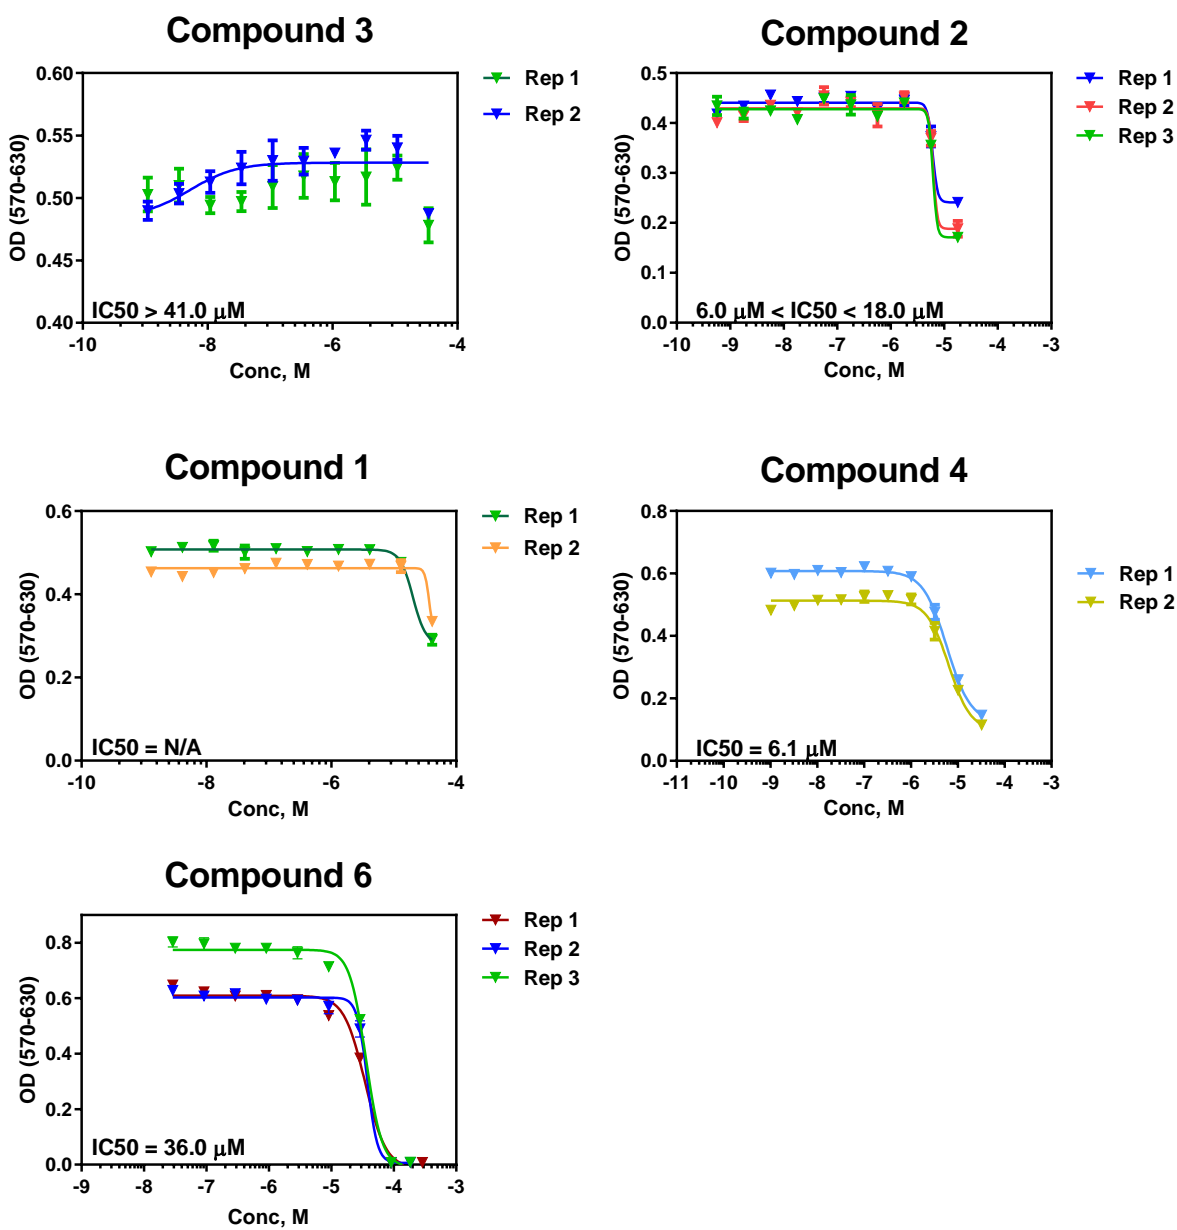 Compound 3
Rep 1
Rep 2
OD (570-630)
0.60
0.55
0.50
0.45
0.40
IC50 > 41.0 μM
-10
-8
-6
-4
Conc, M
Compound 2
Rep 1
Rep 2
Rep 3
OD (570-630)
0.5
0.4
0.3
0.2
0.1
0.0
6.0 μM < IC50 < 18.0 μM
-10
-9
-8
-7
-6
-5
-4
-3
Conc, M
Compound 1
Rep 1
Rep 2
OD (570-630)
0.6
0.4
0.2
0.0
IC50 = N/A
-10
-8
-6
-4
Conc, M
Compound 4
Rep 1
Rep 2
OD (570-630)
0.8
0.6
0.4
0.2
0.0
IC50 = 6.1 μM
-11
-10
-9
-8
-7
-6
-5
-4
-3
Conc, M
Compound 6
Rep 1
Rep 2
Rep 3
OD (570-630)
0.8
0.6
0.4
0.2
0.0
IC50 = 36.0 μM
-9
-8
-7
-6
-5
-4
-3
Conc, M